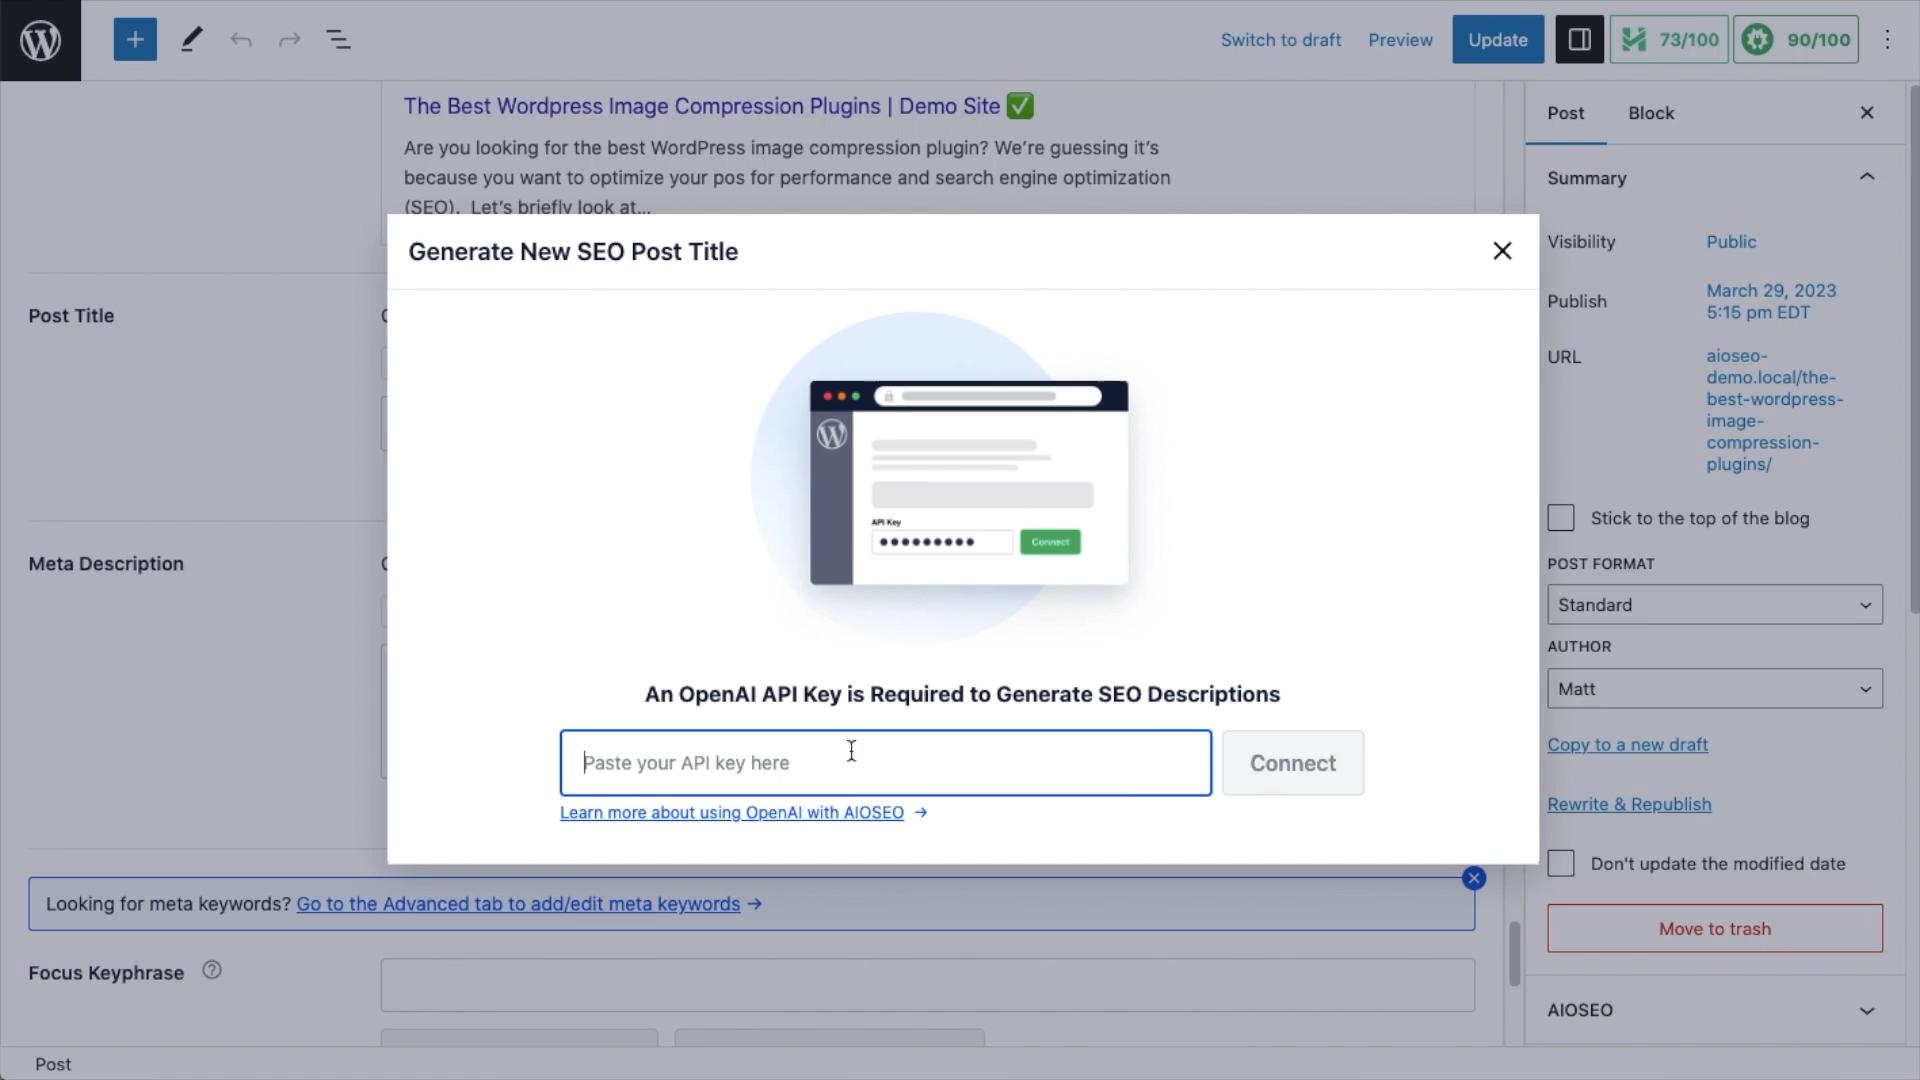 Switch to draft
Preview
Update
73/100
90/100
The Best Wordpress Image Compression Plugins | Demo Site ✅
Are you looking for the best WordPress image compression plugin? We're guessing it's
because you want to optimize your pos for performance and search engine optimization
(SEO). Let's briefly look at...
Generate New SEO Post Title
API Key
Connect
An OpenAI API Key is Required to Generate SEO Descriptions
Paste your API key here
Connect
Learn more about using OpenAI with AIOSEO →
Post Title
Meta Description
Looking for meta keywords? Go to the Advanced tab to add/edit meta keywords →
Focus Keyphrase
Post
Post
Block
Summary
Visibility
Public
Publish
March 29, 2023
5:15 pm EDT
URL
aioseo-
demo.local/the-
best-wordpress-
image-
compression-
plugins/
Stick to the top of the blog
POST FORMAT
Standard
AUTHOR
Matt
Copy to a new draft
Rewrite & Republish
Don't update the modified date
Move to trash
AIOSEO